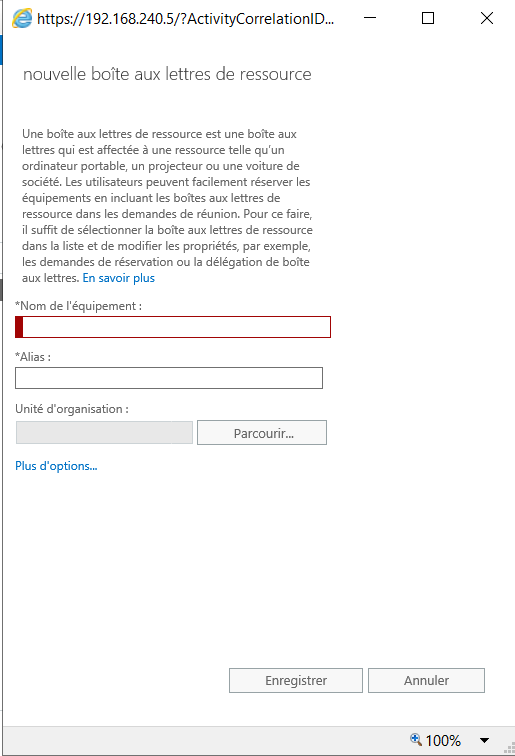 https://192.168.240.5/?ActivityCorrelationID...
nouvelle boîte aux lettres de ressource
Une boîte aux lettres de ressource est une boîte aux
lettres qui est affectée à une ressource telle qu'un
ordinateur portable, un projecteur ou une voiture de
société. Les utilisateurs peuvent facilement réserver les
équipements en incluant les boîtes aux lettres de
ressource dans les demandes de réunion. Pour ce faire,
il suffit de sélectionner la boîte aux lettres de ressource
dans la liste et de modifier les propriétés, par exemple,
les demandes de réservation ou la délégation de boîte
aux lettres. En savoir plus
*Nom de l'équipement :
*Alias :
Unité d'organisation :
Parcourir...
Plus d'options...
Enregistrer
Annuler
100%